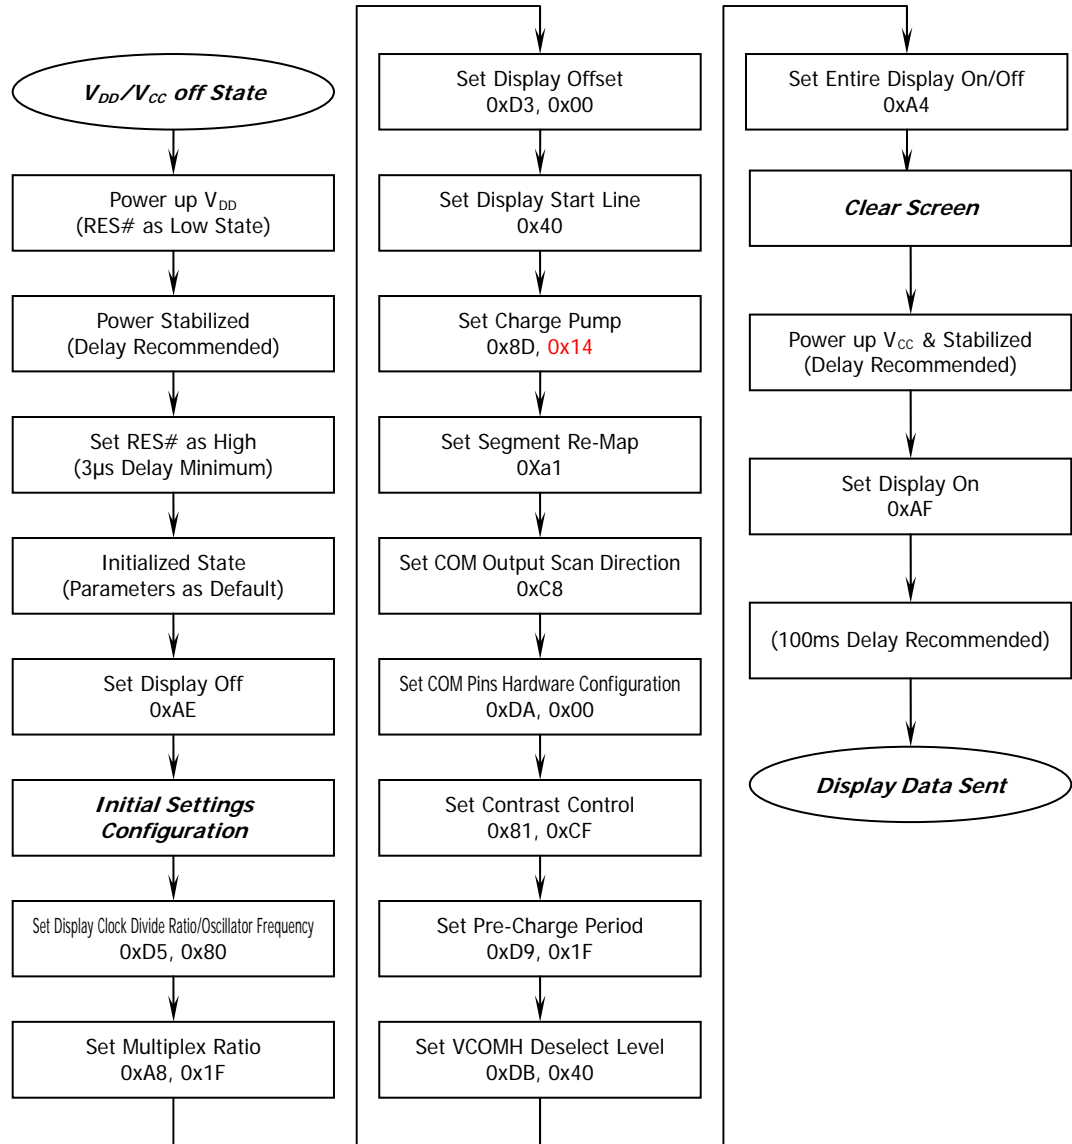 V_DD/V_CC off State
Power up V_DD
(RES# as Low State)
Power Stabilized
(Delay Recommended)
Set RES# as High
(3µs Delay Minimum)
Initialized State
(Parameters as Default)
Set Display Off
0xAE
Initial Settings
Configuration
Set Display Clock Divide Ratio/Oscillator Frequency
0xD5, 0x80
Set Multiplex Ratio
0xA8, 0x1F
Set Display Offset
0xD3, 0x00
Set Display Start Line
0x40
Set Charge Pump
0x8D, 0x14
Set Segment Re-Map
0Xa1
Set COM Output Scan Direction
0xC8
Set COM Pins Hardware Configuration
0xDA, 0x00
Set Contrast Control
0x81, 0xCF
Set Pre-Charge Period
0xD9, 0x1F
Set VCOMH Deselect Level
0xDB, 0x40
Set Entire Display On/Off
0xA4
Clear Screen
Power up V_CC & Stabilized
(Delay Recommended)
Set Display On
0xAF
(100ms Delay Recommended)
Display Data Sent